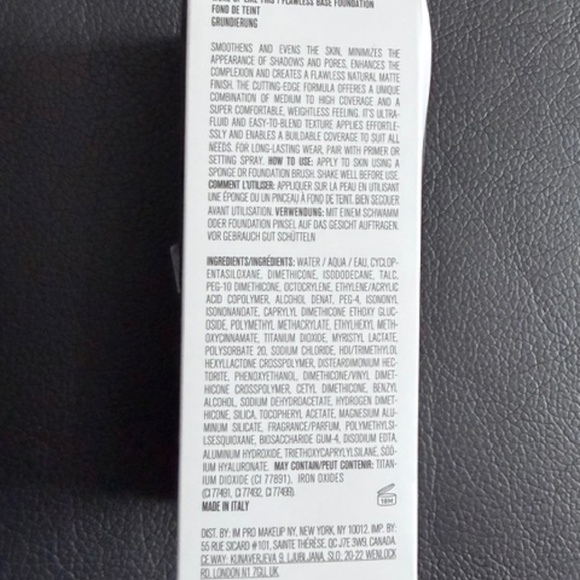 WOKE UP LIKE THIS / FLAWLESS BASE FOUNDATION
FOND DE TEINT
GRUNDIERUNG
SMOOTHENS AND EVENS THE SKIN, MINIMIZES THE
APPEARANCE OF SHADOWS AND PORES, ENHANCES THE
COMPLEXION AND CREATES A FLAWLESS NATURAL MATTE
FINISH. THE CUTTING-EDGE FORMULA OFFERES A UNIQUE
COMBINATION OF MEDIUM TO HIGH COVERAGE AND A
SUPER COMFORTABLE, WEIGHTLESS FEELING. IT'S ULTRA-
FLUID AND EASY-TO-BLEND TEXTURE APPLIES EFFORTLE-
SSLY AND ENABLES A BUILDABLE COVERAGE TO SUIT ALL
NEEDS. FOR LONG-LASTING WEAR, PAIR WITH PRIMER OR
SETTING SPRAY. HOW TO USE: APPLY TO SKIN USING A
SPONGE OR FOUNDATION BRUSH. SHAKE WELL BEFORE USE.
COMMENT L'UTILISER: APPLIQUER SUR LA PEAU EN UTILISANT
UNE ÉPONGE OU UN PINCEAU À FOND DE TEINT. BIEN SECOUER
AVANT UTILISATION. VERWENDUNG: MIT EINEM SCHWAMM
ODER FOUNDATION PINSEL AUF DAS GESICHT AUFTRAGEN.
VOR GEBRAUCH GUT SCHÜTTELN
INGREDIENTS/INGRÉDIENTS: WATER / AQUA / EAU, CYCLOP-
ENTASILOXANE, DIMETHICONE, ISODODECANE, TALC,
PEG-10 DIMETHICONE, OCTOCRYLENE, ETHYLENE/ACRYLIC
ACID COPOLYMER, ALCOHOL DENAT, PEG-4, ISONONYL
ISONONANOATE, CAPRYLYL DIMETHICONE ETHOXY GLUC-
OSIDE, POLYMETHYL METHACRYLATE, ETHYLHEXYL METH-
OXYCINNAMATE, TITANIUM DIOXIDE, MYRISTYL LACTATE,
POLYSORBATE 20, SODIUM CHLORIDE, HDI/TRIMETHYLOL
HEXYLLACTONE CROSSPOLYMER, DISTEARDIMONIUM HEC-
TORITE, PHENOXYETHANOL, DIMETHICONE/VINYL DIMET-
HICONE CROSSPOLYMER, CETYL DIMETHICONE, BENZYL
ALCOHOL, SODIUM DEHYDROACETATE, HYDROGEN DIMET-
HICONE, SILICA, TOCOPHERYL ACETATE, MAGNESIUM ALU-
MINUM SILICATE, FRAGRANCE/PARFUM, POLYMETHYLSI-
LSESQUIOXANE, BIOSACCHARIDE GUM-4, DISODIUM EDTA,
ALUMINUM HYDROXIDE, TRIETHOXYCAPRYLYLSILANE, SOD-
IUM HYALURONATE. MAY CONTAIN/PEUT CONTENIR: TITAN-
IUM DIOXIDE (CI 77891), IRON OXIDES
(CI 77491, CI 77492, CI 77499).
18M
MADE IN ITALY
DIST. BY: IM PRO MAKEUP NY, NEW YORK, NY 10012. IMP. BY:
55 RUE SICARD #101, SAINTE THÉRÈSE, QC J7E 3W9, CANADA
CE WAY: KUNAVERJEVA 9, LJUBLJANA, SLO, 20-22 WENLOCK
RD, LONDON N1 7GU, UK